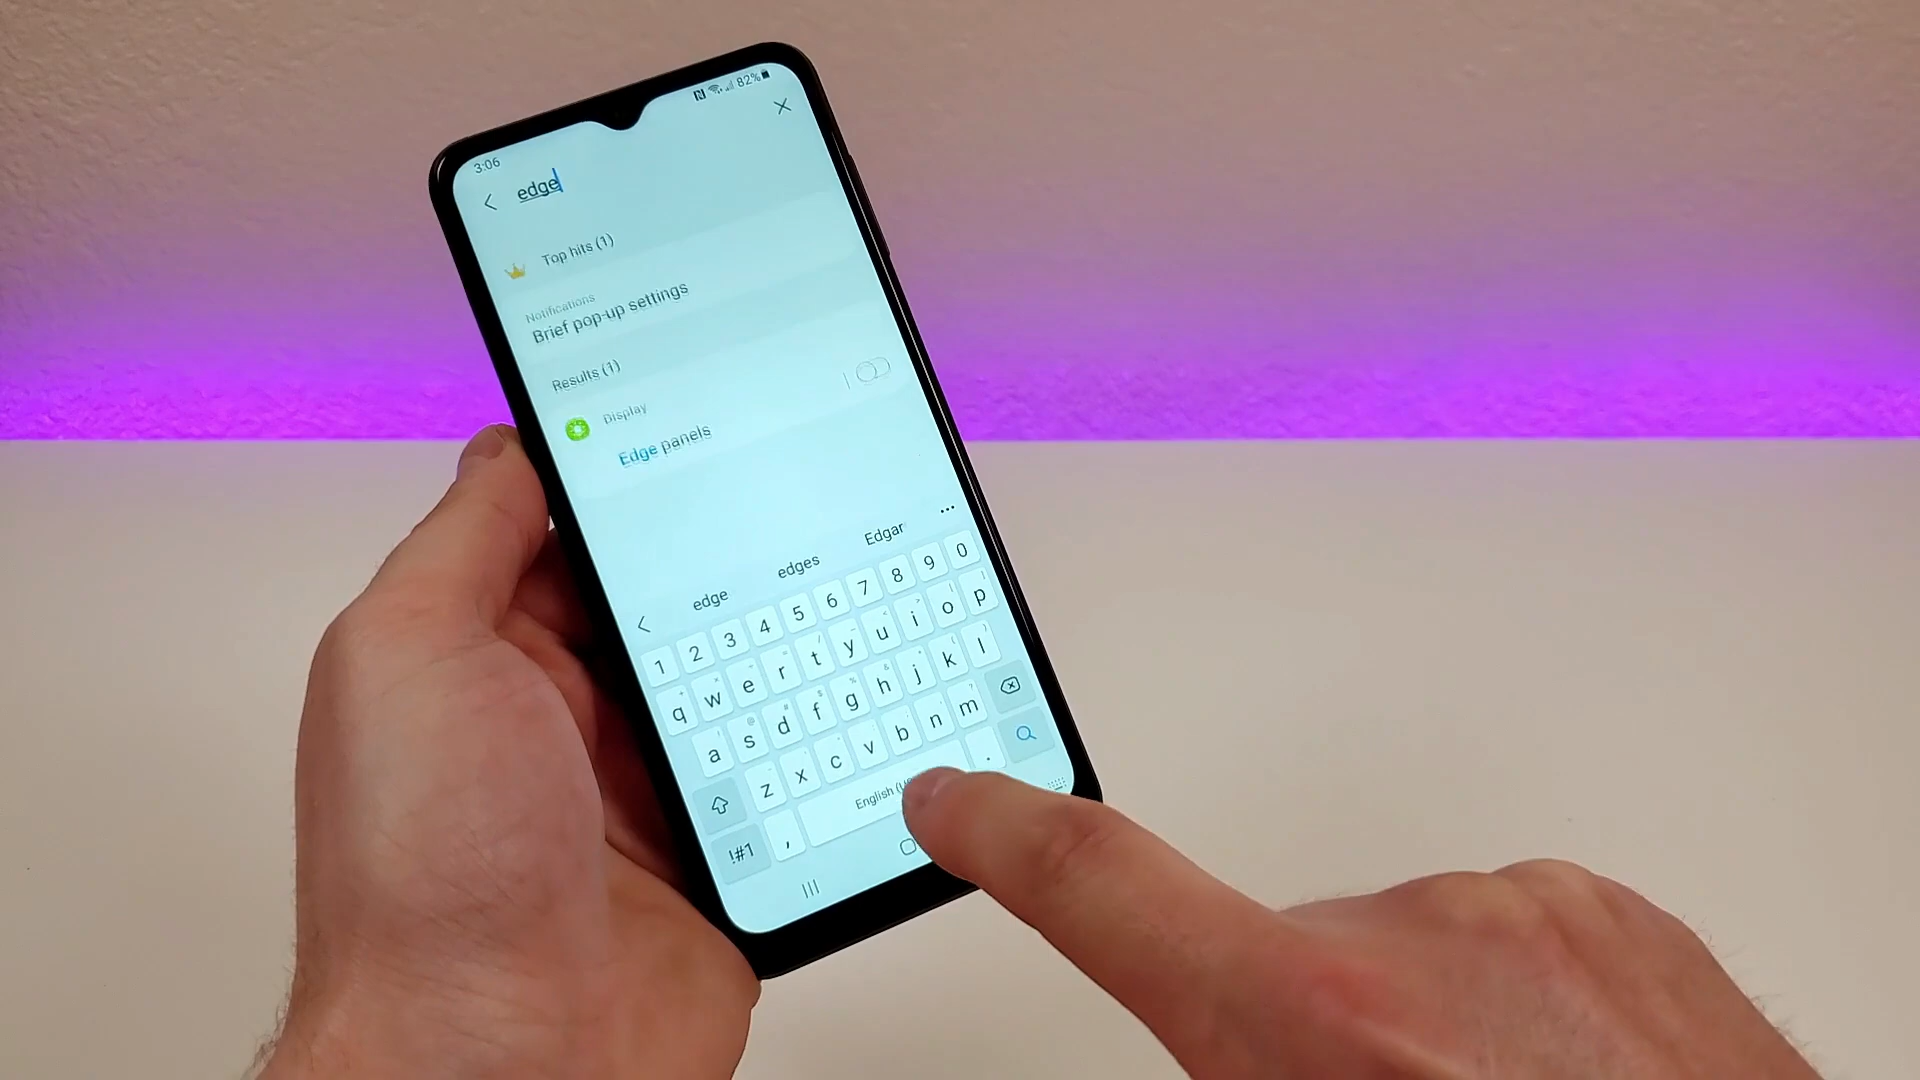 3:06
82%
edge
Top hits (1)
Notifications
Brief pop-up settings
Results (1)
Display
Edge panels
edge edges Edgar
1 2 3 4 5 6 7 8 9 0
q w e r t y u i o p
a s d f g h j k l
z x c v b n m
!#1 , English .